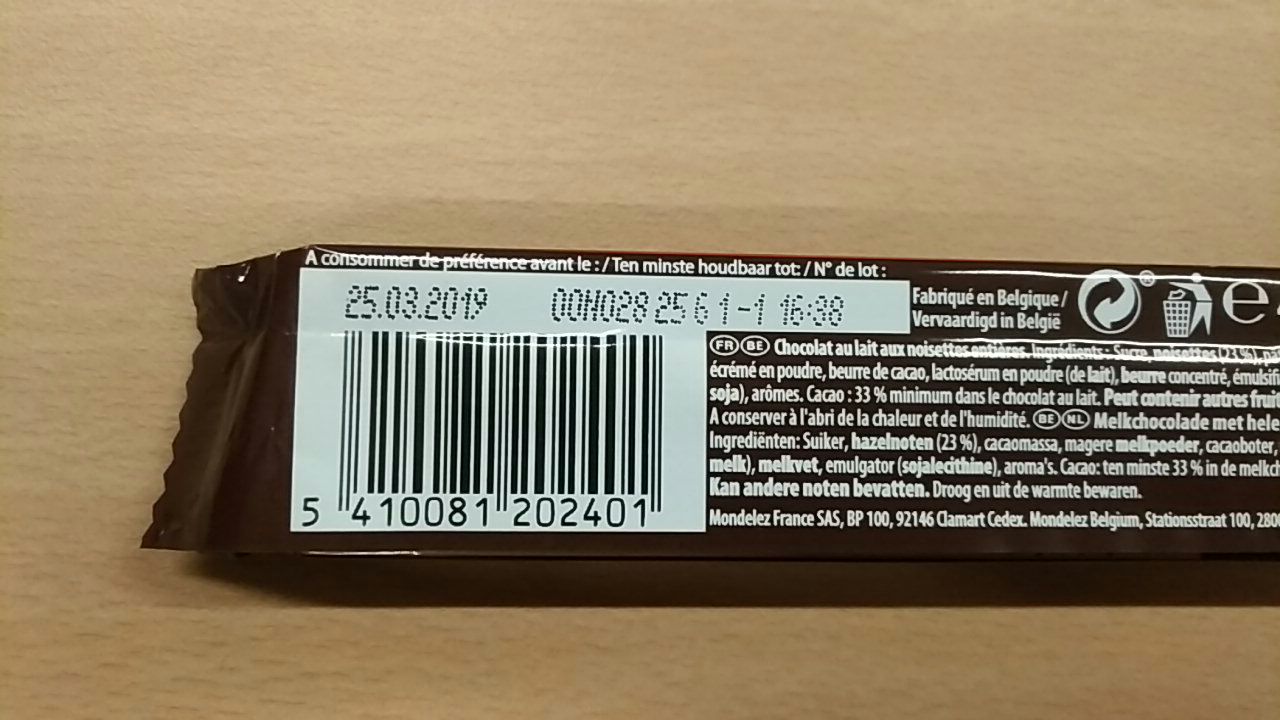 A consommer de préférence avant le : / Ten minste houdbaar tot: / N° de lot :
25.03.2019 OOH028 25 6 1-1 16:38
Fabriqué en Belgique /
Vervaardigd in België
e
FR BE Chocolat au lait aux noisettes entières. Ingrédients : Sucre, noisettes (23 %),
écrémé en poudre, beurre de cacao, lactosérum en poudre (de lait), beurre concentré,
soja), arômes. Cacao : 33 % minimum dans le chocolat au lait. Peut contenir autres
A conserver à l'abri de la chaleur et de l'humidité. BE NL Melkchocolade met
Ingrediënten: Suiker, hazelnoten (23 %), cacaomassa, magere melkpoeder, cacaoboter,
melk), melkvet, emulgator (sojalecithine), aroma's. Cacao: ten minste 33 % in de
Kan andere noten bevatten. Droog en uit de warmte bewaren.
Mondelez France SAS, BP 100, 92146 Clamart Cedex. Mondelez Belgium, Stationsstraat 100,
5 410081 202401